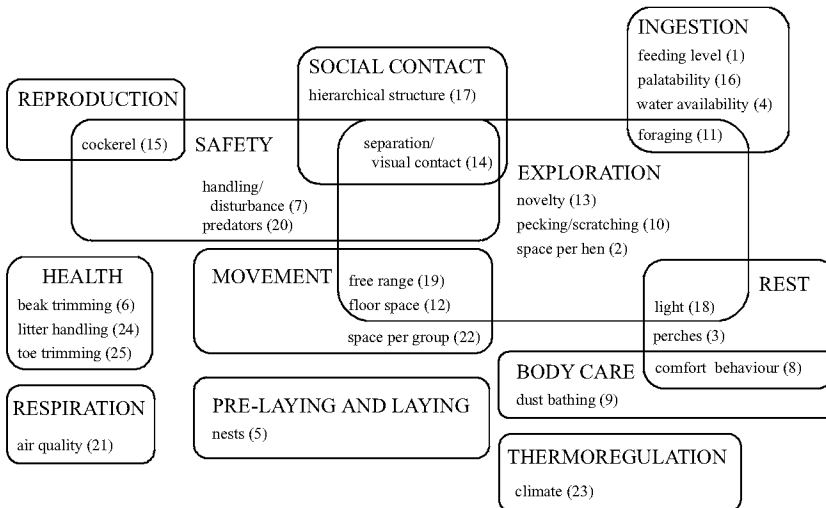 INGESTION
feeding level (1)
palatability (16)
water availability (4)
foraging (11)
SOCIAL CONTACT
hierarchical structure (17)
separation/
visual contact (14)
REPRODUCTION
cockerel (15)
SAFETY
handling/
disturbance (7)
predators (20)
EXPLORATION
novelty (13)
pecking/scratching (10)
space per hen (2)
HEALTH
beak trimming (6)
litter handling (24)
toe trimming (25)
MOVEMENT
free range (19)
floor space (12)
space per group (22)
REST
light (18)
perches (3)
comfort behaviour (8)
BODY CARE
dust bathing (9)
RESPIRATION
air quality (21)
PRE-LAYING AND LAYING
nests (5)
THERMOREGULATION
climate (23)